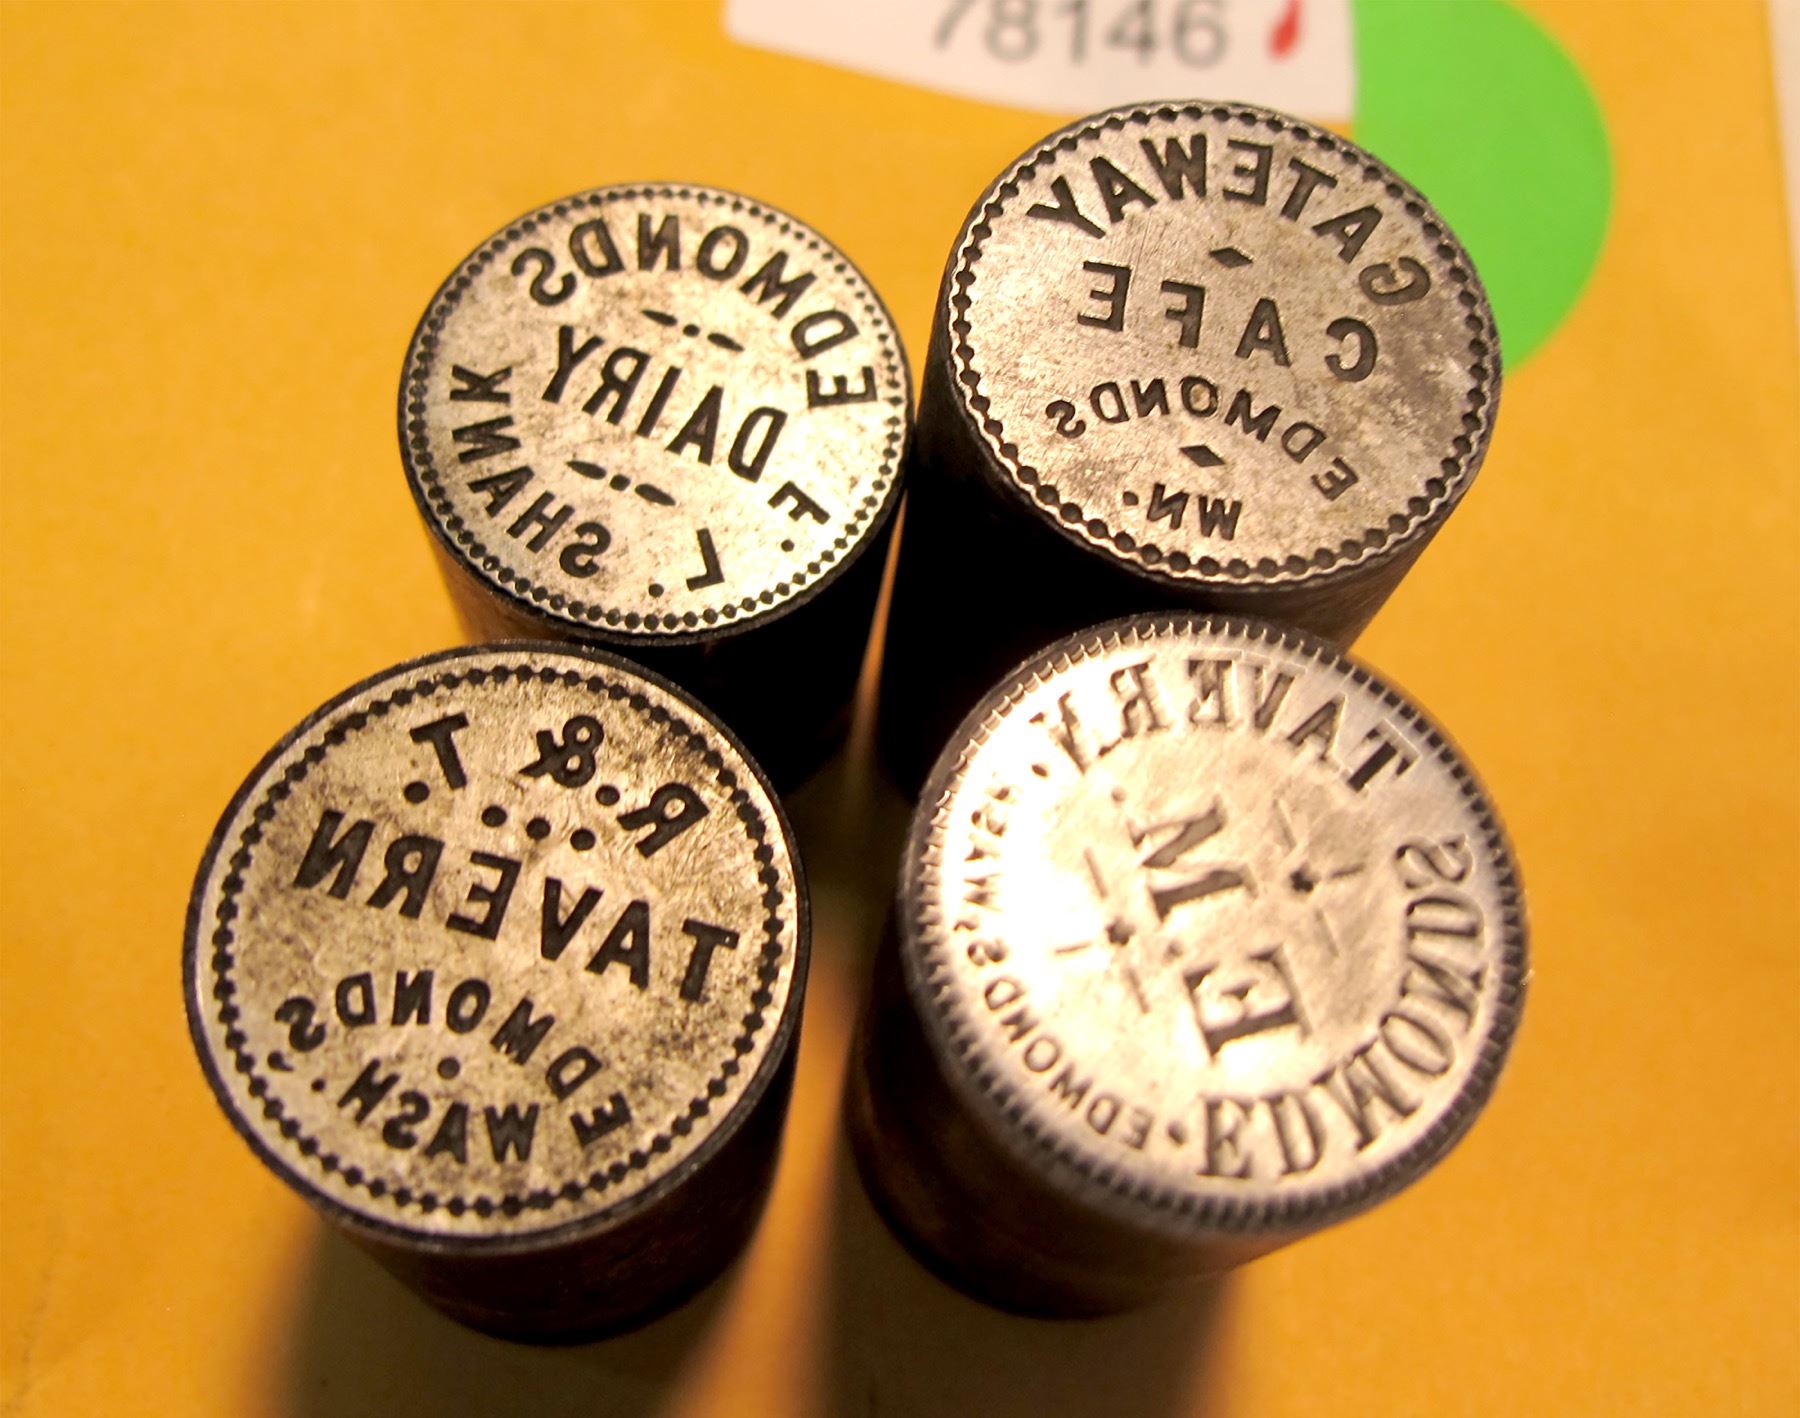 78146
GATEWAY
CAFE
EDMONDS
WN.
EDMONDS
DAIRY
L. F. SHANK
R. & T.
TAVERN
EDMONDS,
WASH.
EDMONDS TAVERN.
E. M.
EDMONDS, WASH.